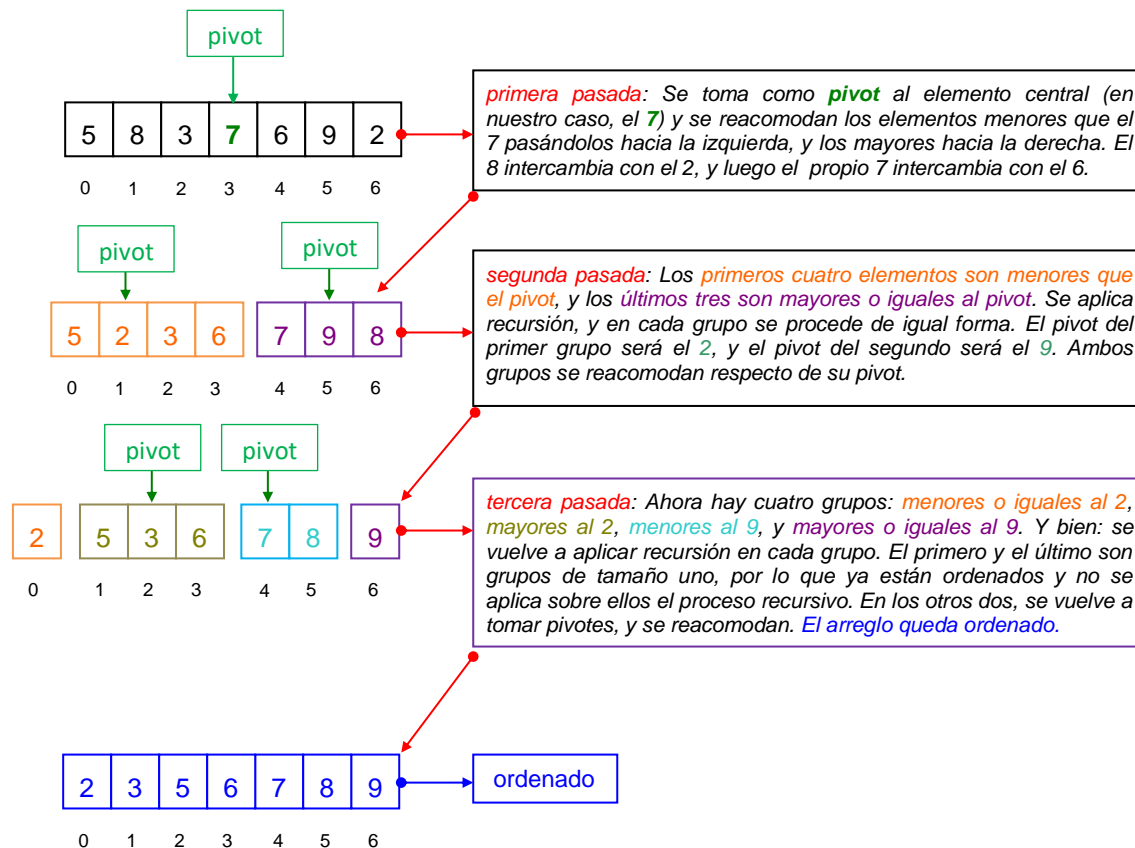 pivot
5 8 3 7 6 9 2
0 1 2 3 4 5 6
primera pasada: Se toma como pivot al elemento central (en
nuestro caso, el 7) y se reacomodan los elementos menores que el
7 pasándolos hacia la izquierda, y los mayores hacia la derecha. El
8 intercambia con el 2, y luego el propio 7 intercambia con el 6.
pivot pivot
5 2 3 6 7 9 8
0 1 2 3 4 5 6
segunda pasada: Los primeros cuatro elementos son menores que
el pivot, y los últimos tres son mayores o iguales al pivot. Se aplica
recursión, y en cada grupo se procede de igual forma. El pivot del
primer grupo será el 2, y el pivot del segundo será el 9. Ambos
grupos se reacomodan respecto de su pivot.
pivot pivot
2 5 3 6 7 8 9
0 1 2 3 4 5 6
tercera pasada: Ahora hay cuatro grupos: menores o iguales al 2,
mayores al 2, menores al 9, y mayores o iguales al 9. Y bien: se
vuelve a aplicar recursión en cada grupo. El primero y el último son
grupos de tamaño uno, por lo que ya están ordenados y no se
aplica sobre ellos el proceso recursivo. En los otros dos, se vuelve a
tomar pivotes, y se reacomodan. El arreglo queda ordenado.
2 3 5 6 7 8 9
0 1 2 3 4 5 6
ordenado